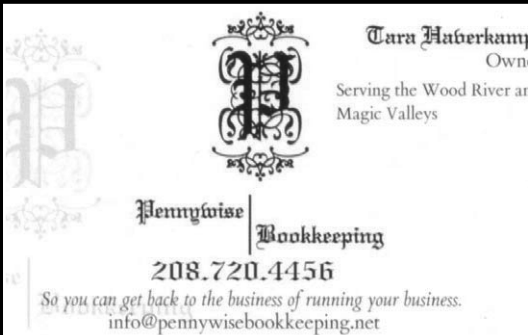 P
Tara Haverkamp
Owne
Serving the Wood River an
Magic Valleys
Pennywise
Bookkeeping
208.720.4456
So you can get back to the business of running your business.
info@pennywisebookkeeping.net